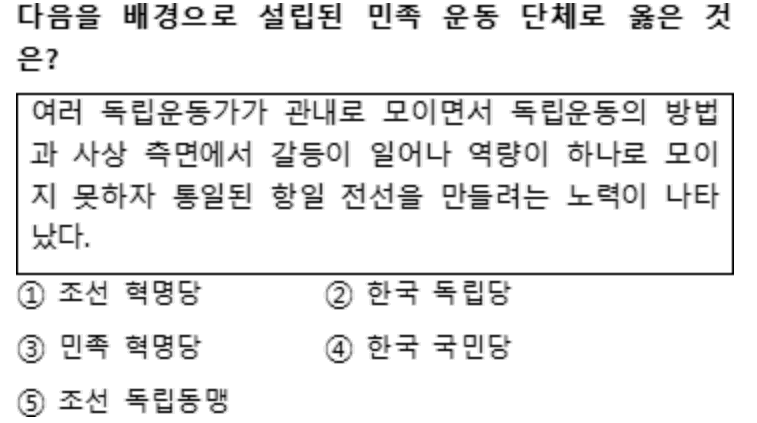 다음을 배경으로 설립된 민족 운동 단체로 옳은 것
은?
여러 독립운동가가 관내로 모이면서 독립운동의 방법
과 사상 측면에서 갈등이 일어나 역량이 하나로 모이
지 못하자 통일된 항일 전선을 만들려는 노력이 나타
났다.
① 조선 혁명당 ② 한국 독립당
③ 민족 혁명당 ④ 한국 국민당
⑤ 조선 독립동맹